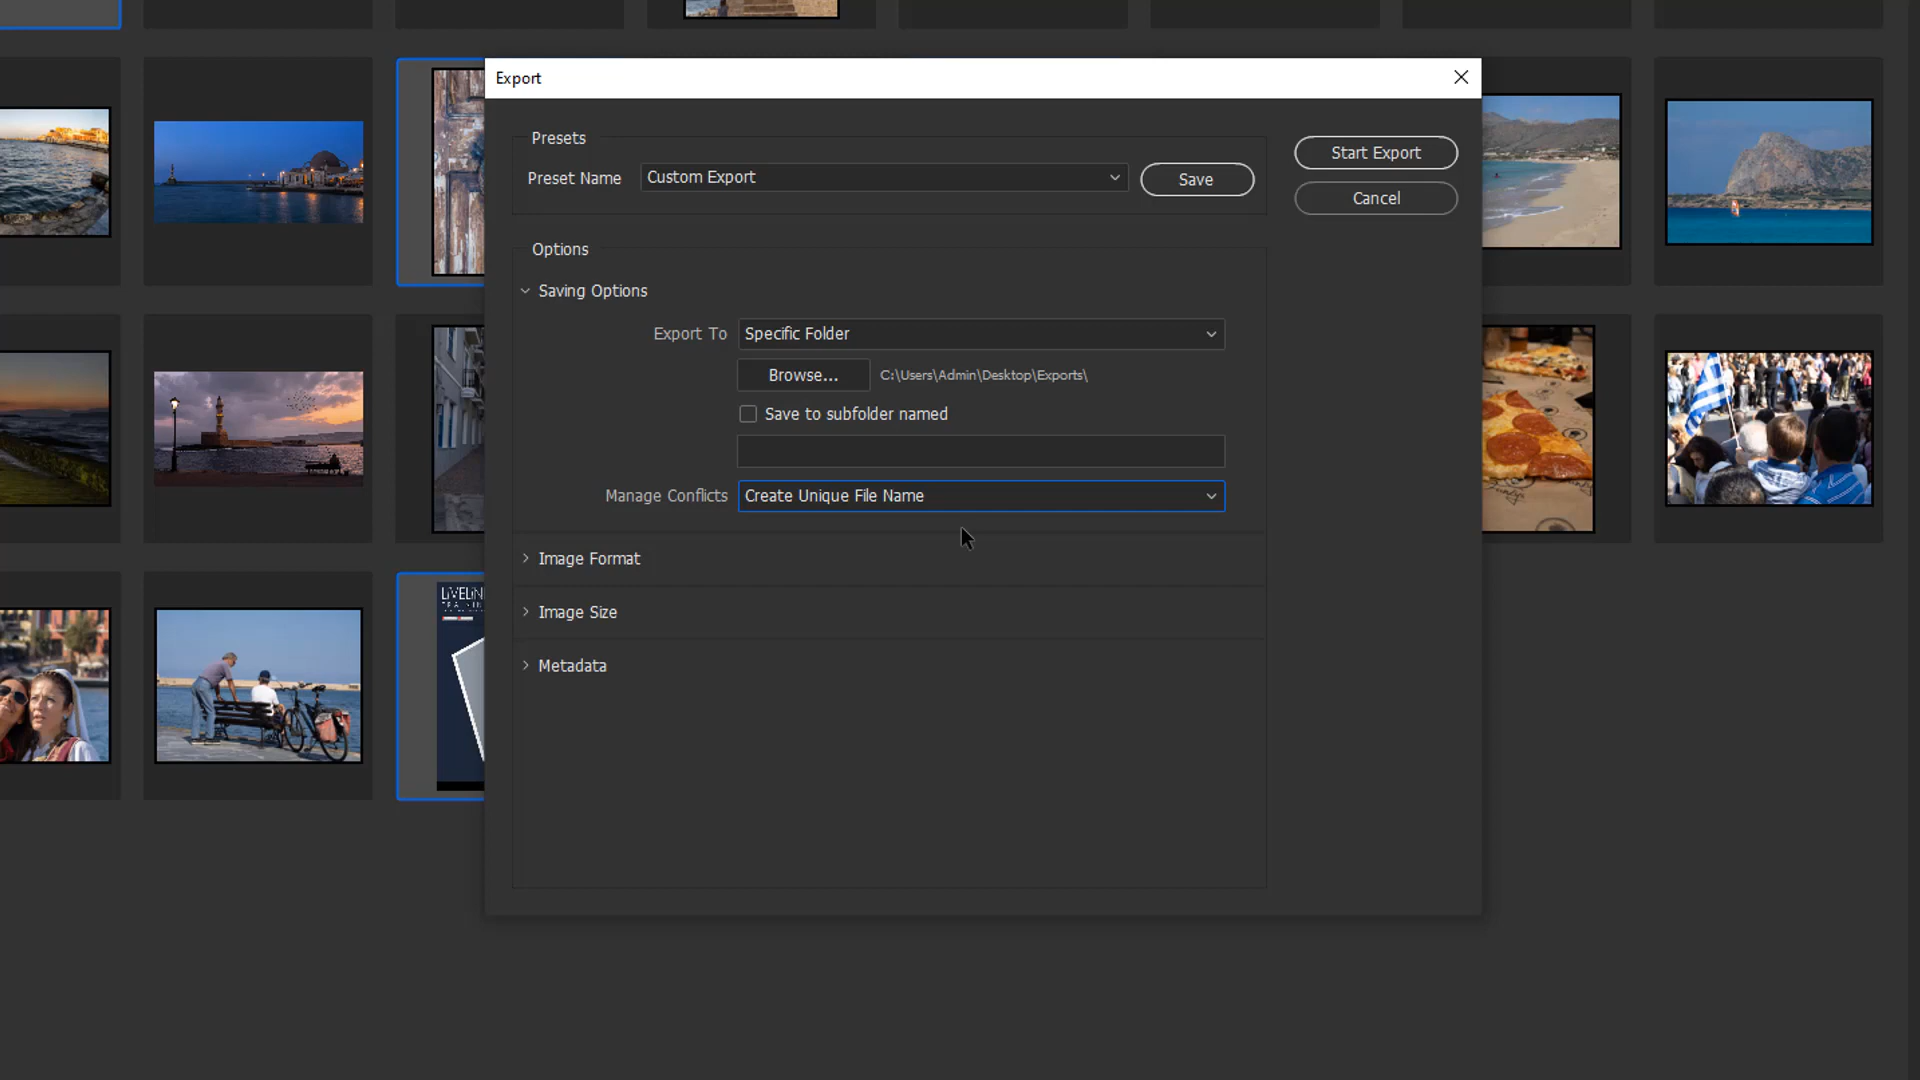 Export
Presets
Preset Name
Custom Export
Save
Start Export
Cancel
Options
Saving Options
Export To
Specific Folder
Browse...
C:\Users\Admin\Desktop\Exports\
Save to subfolder named
Manage Conflicts
Create Unique File Name
Image Format
Image Size
Metadata